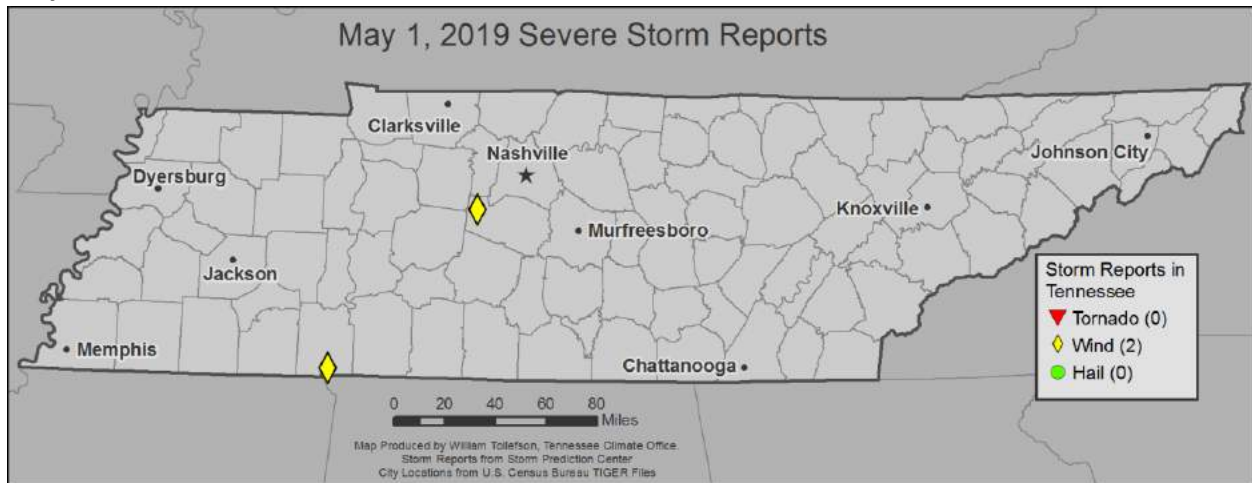 May 1, 2019 Severe Storm Reports
Clarksville
Nashville
Johnson City
Dyersburg
Knoxville
Murfreesboro
Jackson
Storm Reports in
Tennessee
Tornado (0)
Wind (2)
Hail (0)
Memphis
Chattanooga
0 20 40 60 80
Miles
Map Produced by William Tollefson, Tennessee Climate Office.
Storm Reports from Storm Prediction Center
City Locations from U.S. Census Bureau TIGER Files